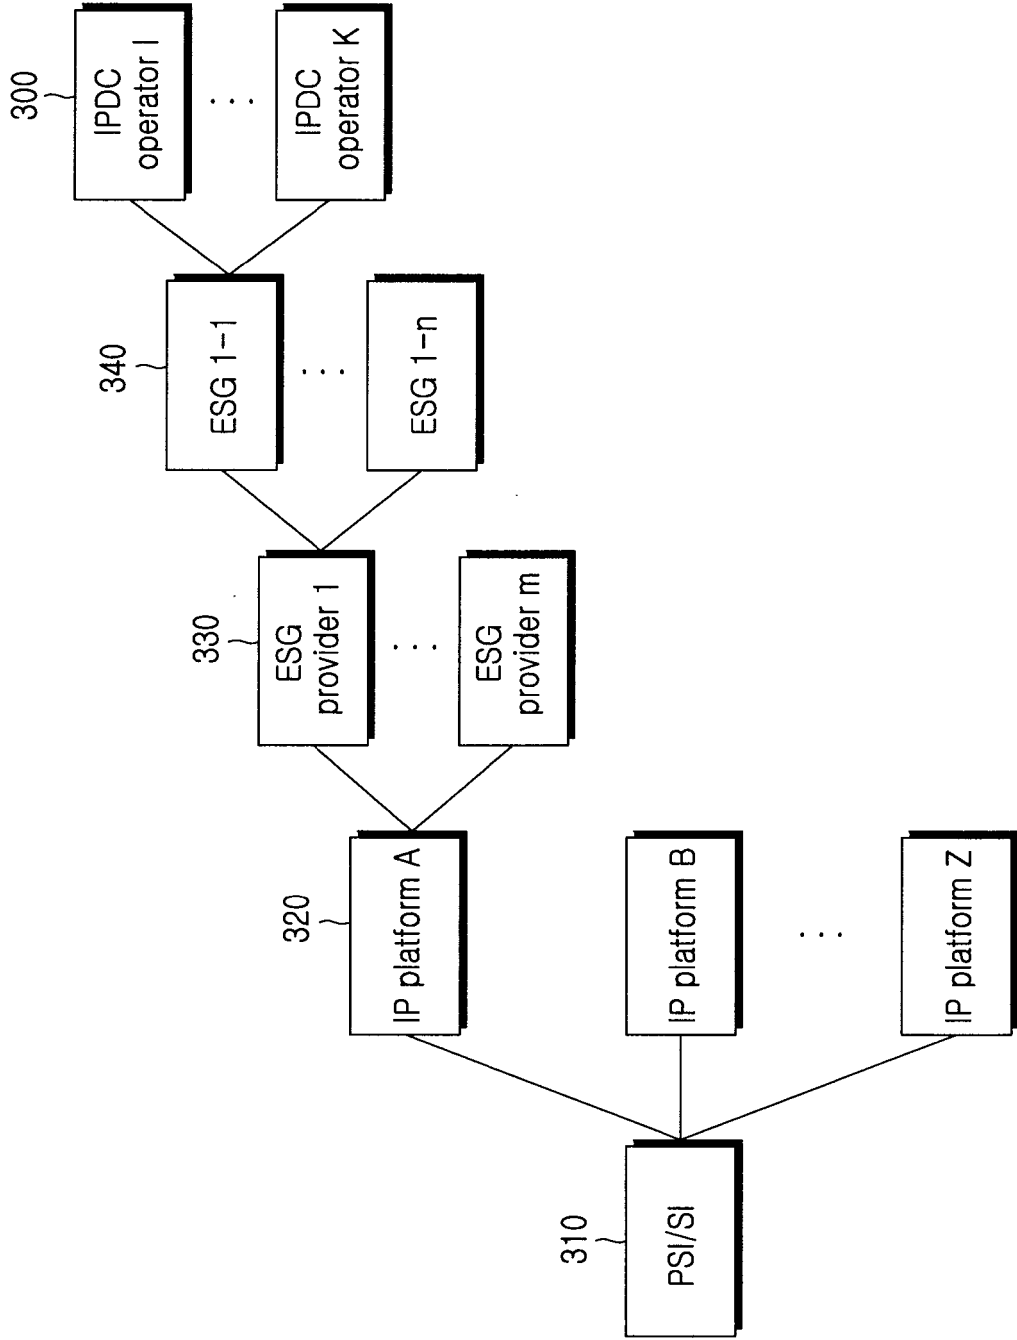 310
PSI/SI
320
IP platform A
IP platform B
. . .
IP platform Z
330
ESG
provider 1
. . .
ESG
provider m
340
ESG 1-1
. . .
ESG 1-n
300
IPDC
operator I
. . .
IPDC
operator K